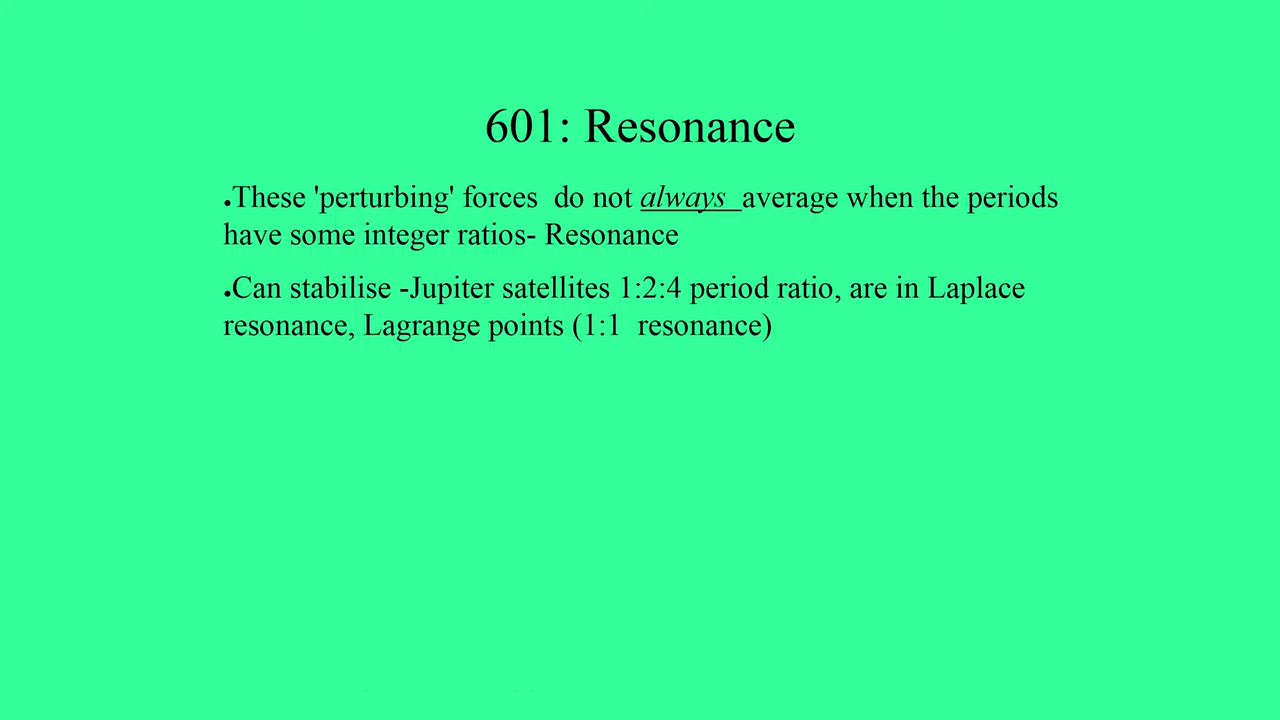 601: Resonance
●These 'perturbing' forces  do not always  average when the periods
have some integer ratios- Resonance
●Can stabilise -Jupiter satellites 1:2:4 period ratio, are in Laplace
resonance, Lagrange points (1:1  resonance)